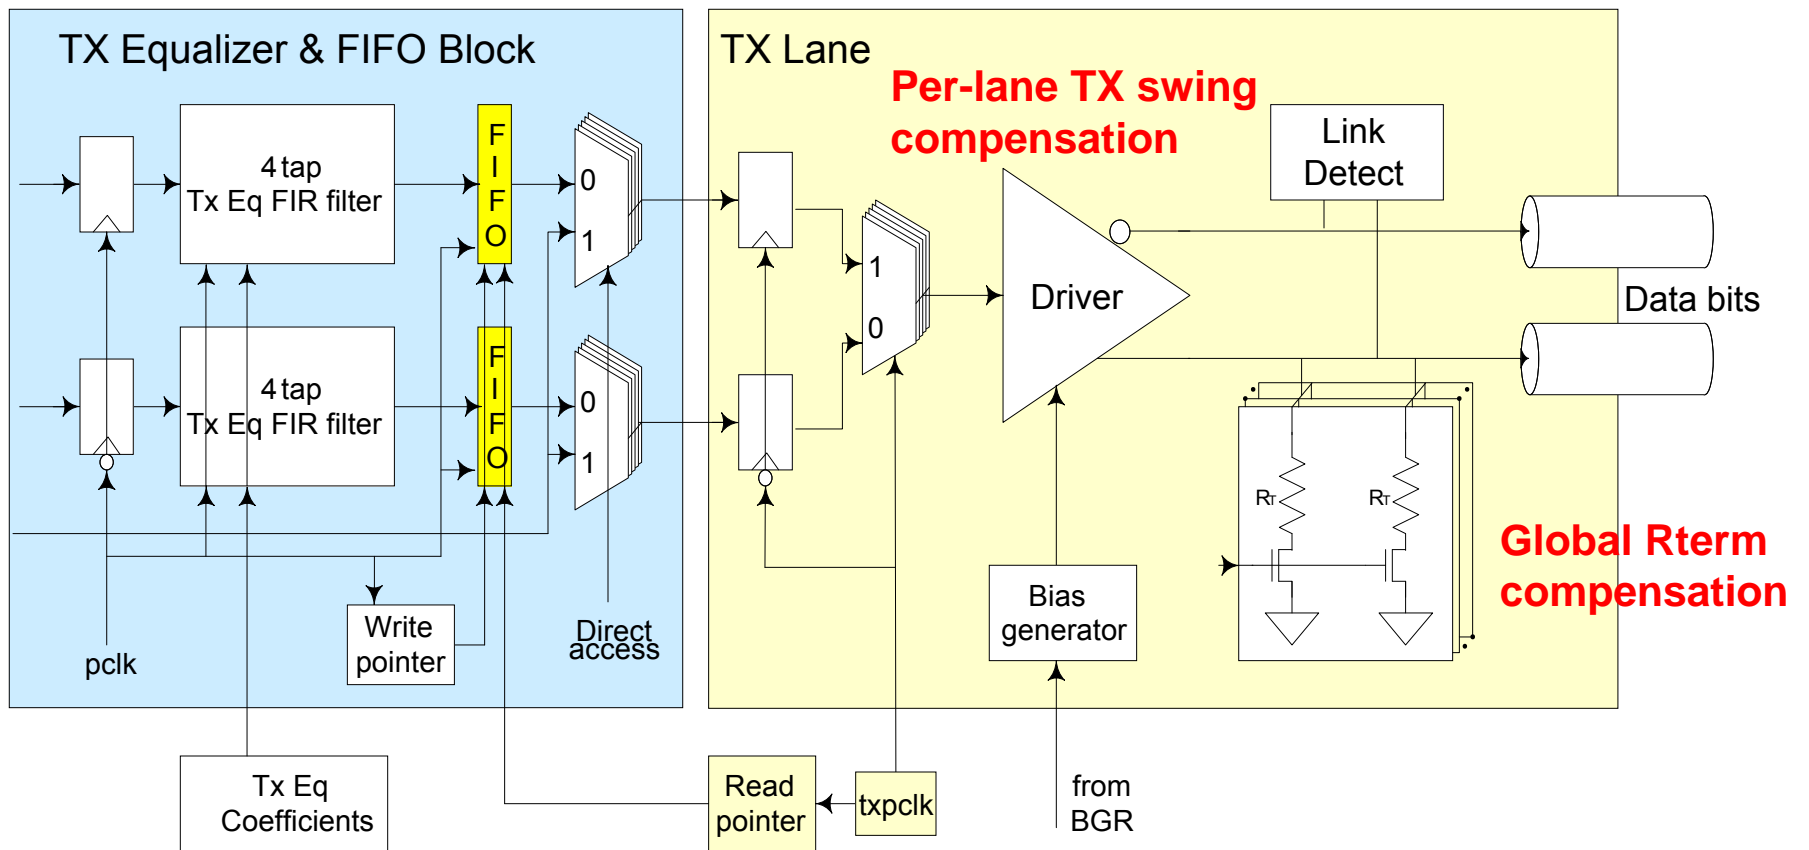 TX Equalizer & FIFO Block
TX Lane
Per-lane TX swing
compensation
4 tap
Tx Eq FIR filter
F
I
F
O
0
1
Link
Detect
1
0
Driver
Data bits
4 tap
Tx Eq FIR filter
F
I
F
O
0
1
RT
RT
Global Rterm
compensation
pclk
Write
pointer
Direct
access
Bias
generator
Tx Eq
Coefficients
Read
pointer
txpclk
from
BGR